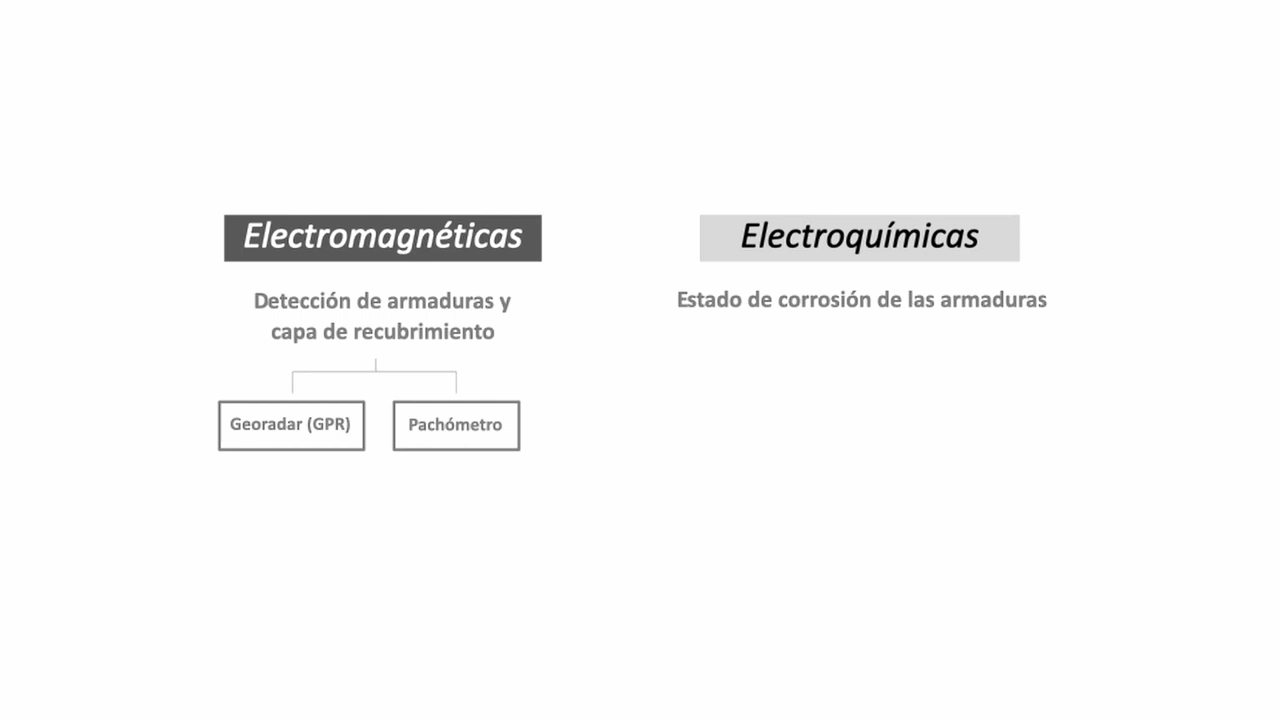 Electromagnéticas
Detección de armaduras y
capa de recubrimiento
Georadar (GPR)
Pachómetro
Electroquímicas
Estado de corrosión de las armaduras